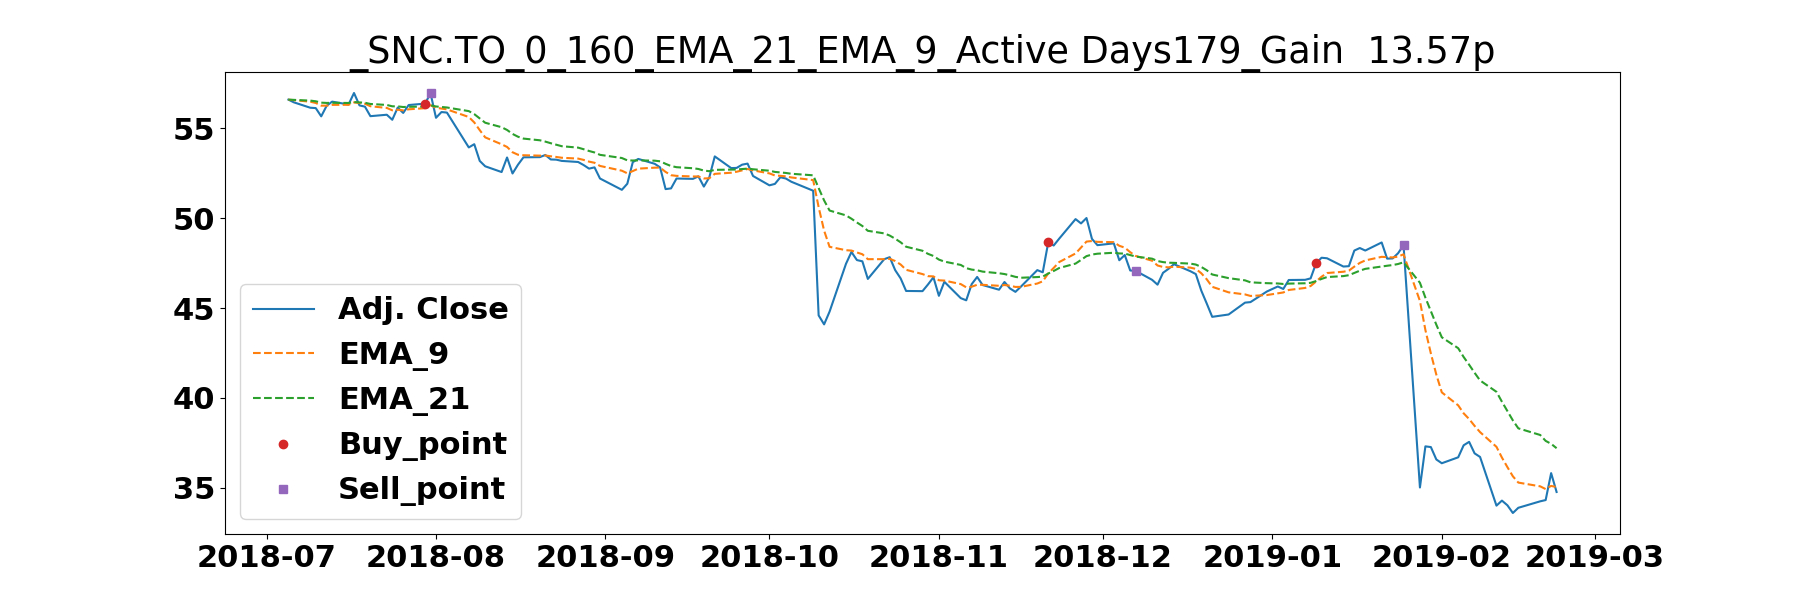 _SNC.TO_0_160_EMA_21_EMA_9_Active Days179_Gain  13.57p
55
50
45
40
35
Adj. Close
EMA_9
EMA_21
Buy_point
Sell_point
2018-07 2018-08 2018-09 2018-10 2018-11 2018-12 2019-01 2019-02 2019-03